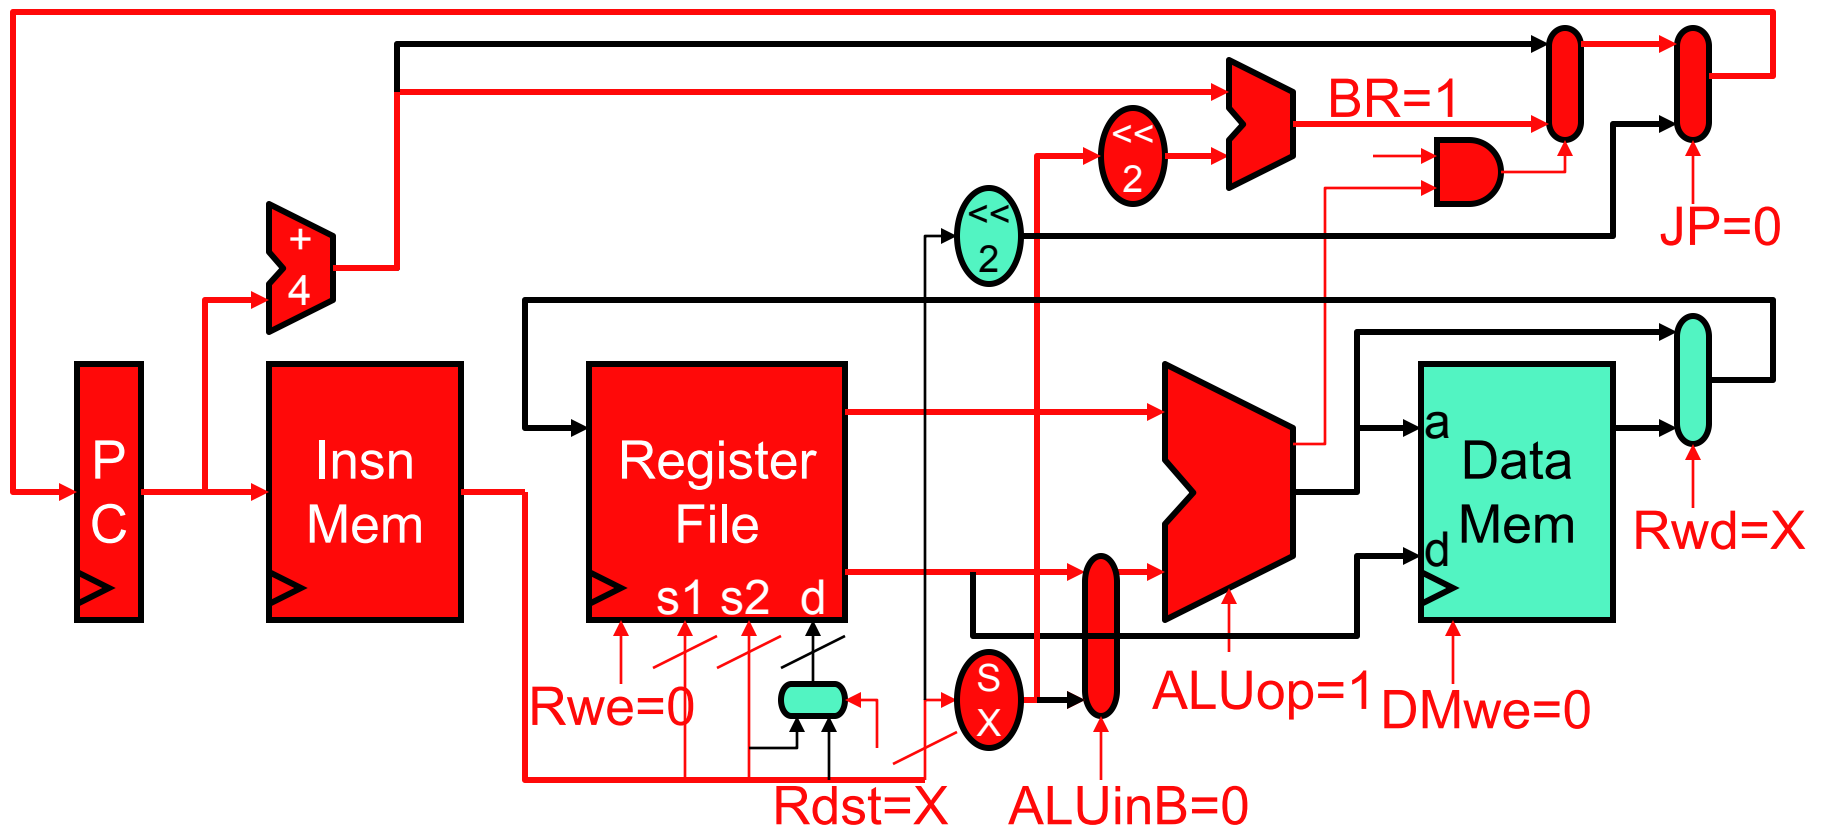 BR=1
<<
2
<<
2
JP=0
+
4
P
C
Insn
Mem
Register
File
s1 s2 d
a
Data
Mem
d
Rwd=X
Rwe=0
S
X
ALUop=1
DMwe=0
Rdst=X
ALUinB=0